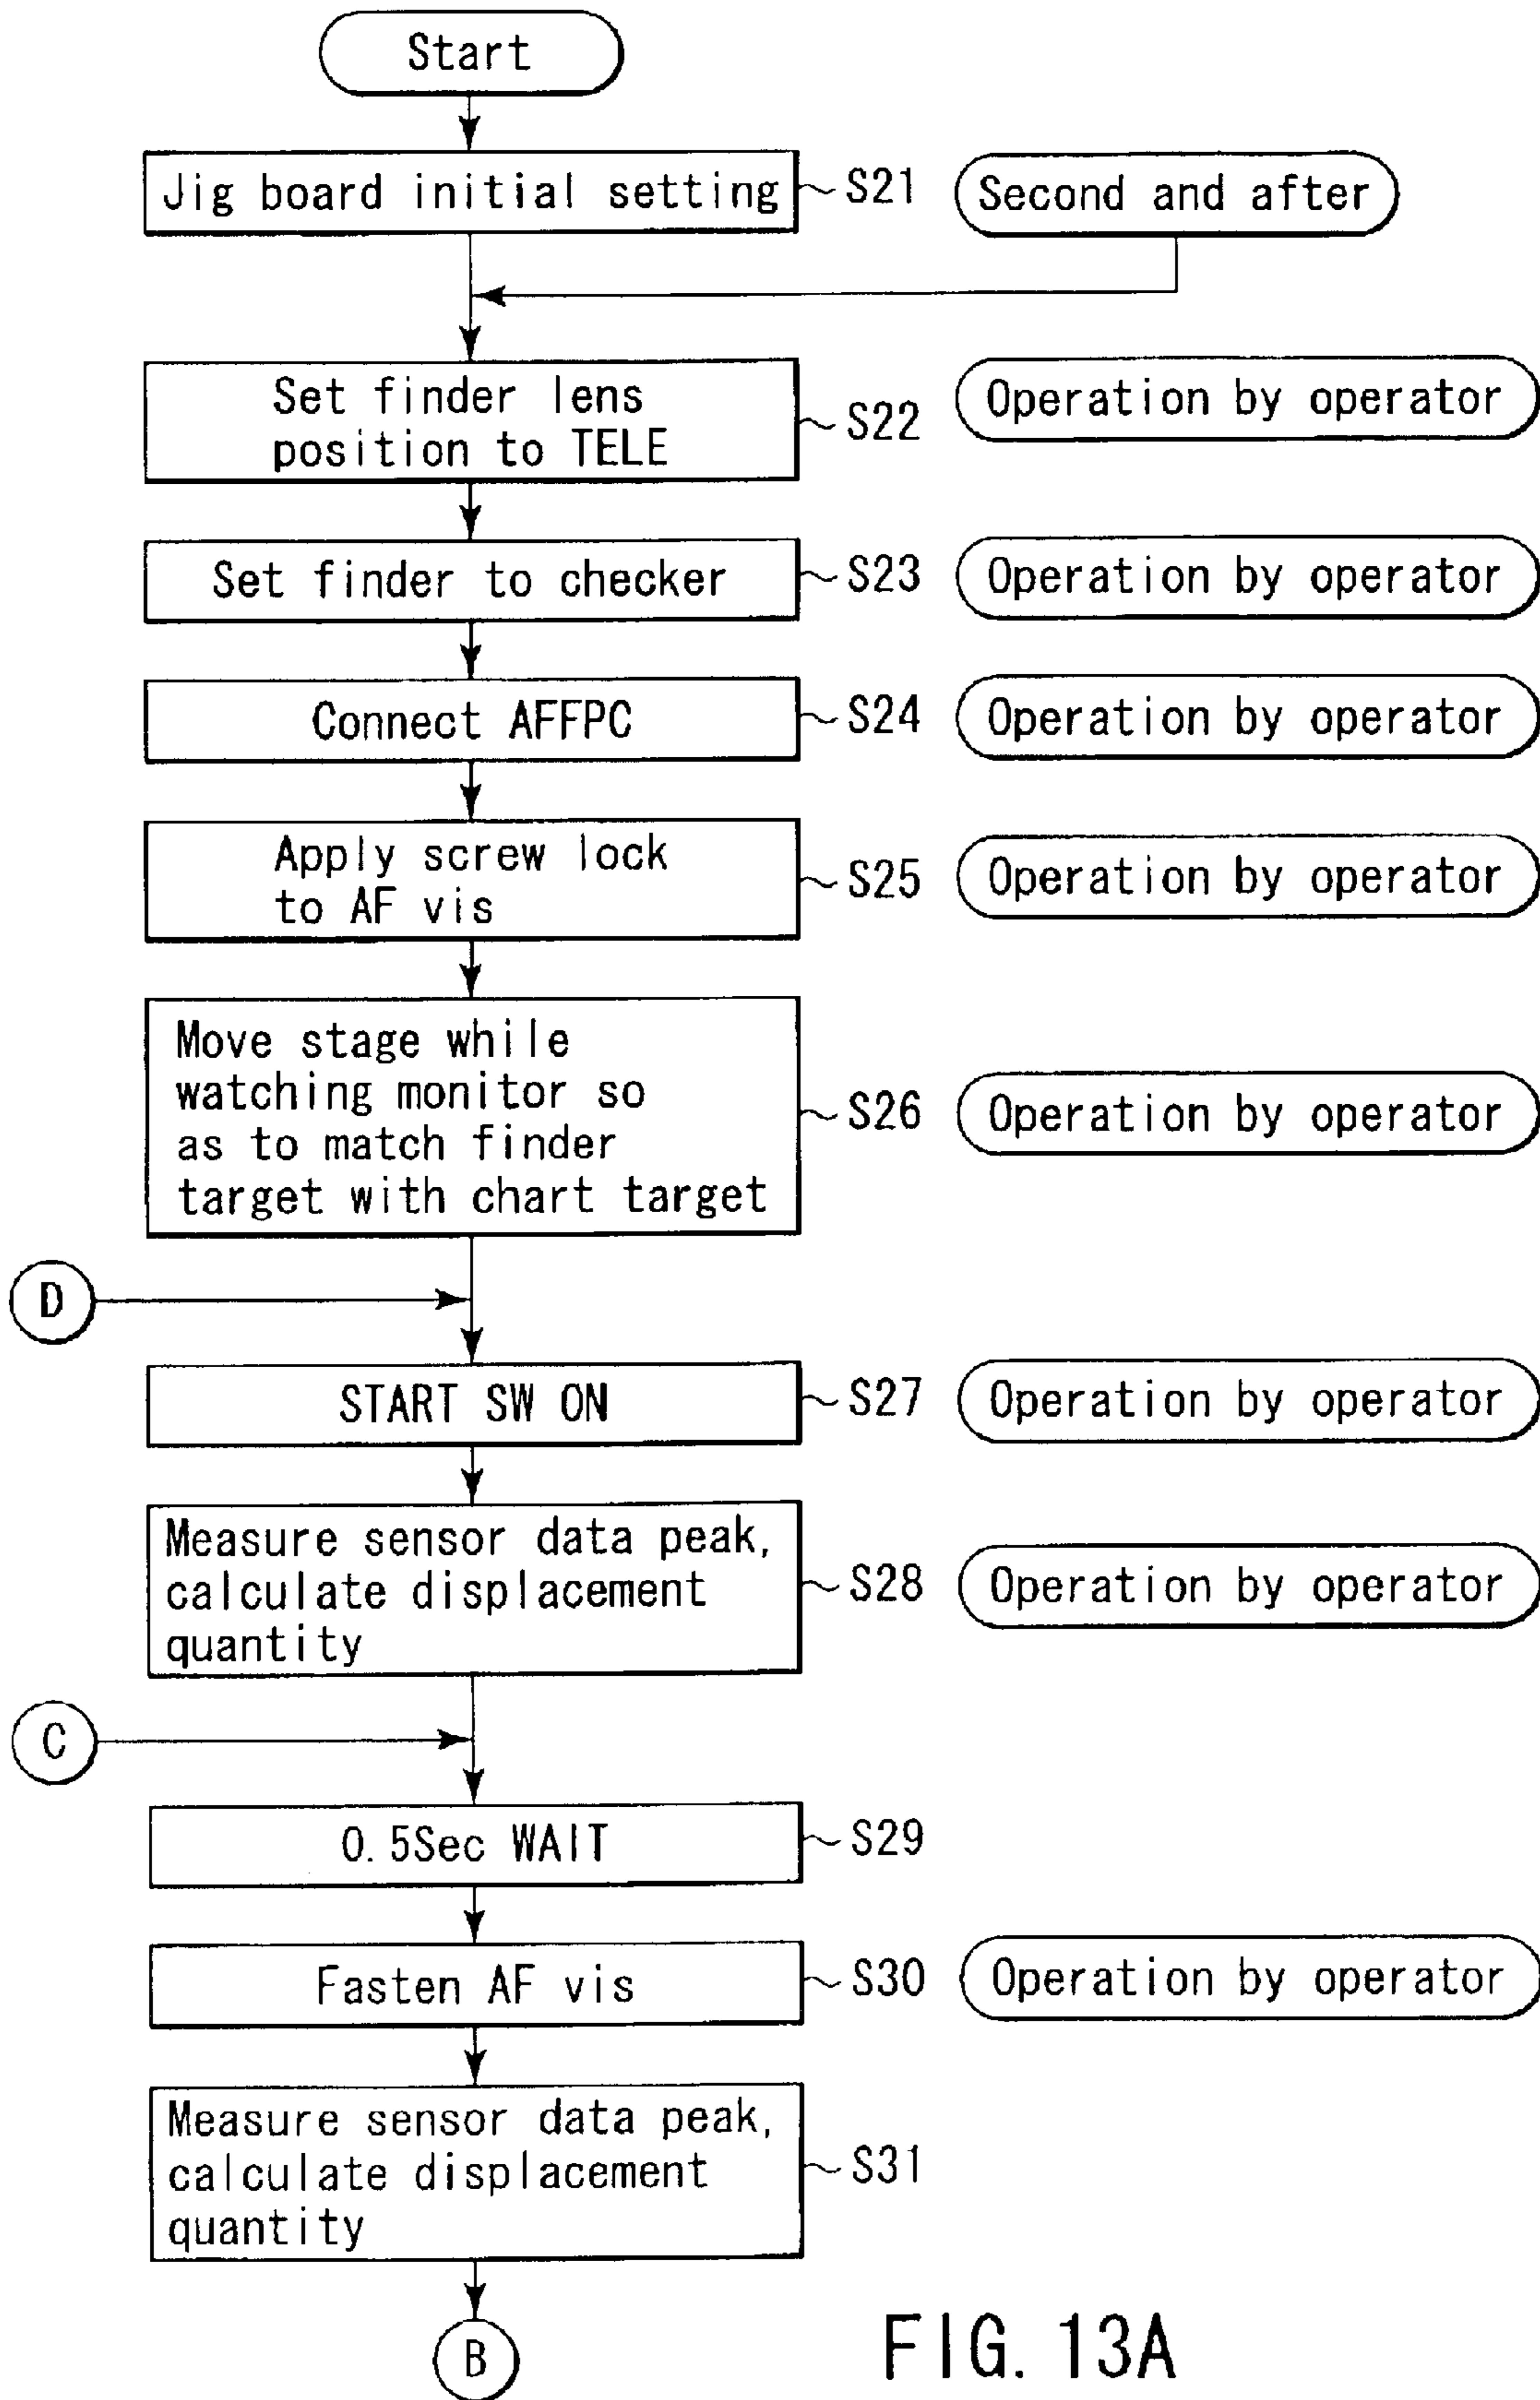 Start
Jig board initial setting
S21
Second and after
Set finder lens
position to TELE
S22
Operation by operator
Set finder to checker
S23
Operation by operator
Connect AFFPC
S24
Operation by operator
Apply screw lock
to AF vis
S25
Operation by operator
Move stage while
watching monitor so
as to match finder
target with chart target
S26
Operation by operator
D
START SW ON
S27
Operation by operator
Measure sensor data peak,
calculate displacement
quantity
S28
Operation by operator
C
0.5Sec WAIT
S29
Fasten AF vis
S30
Operation by operator
Measure sensor data peak,
calculate displacement
quantity
S31
B
FIG. 13A